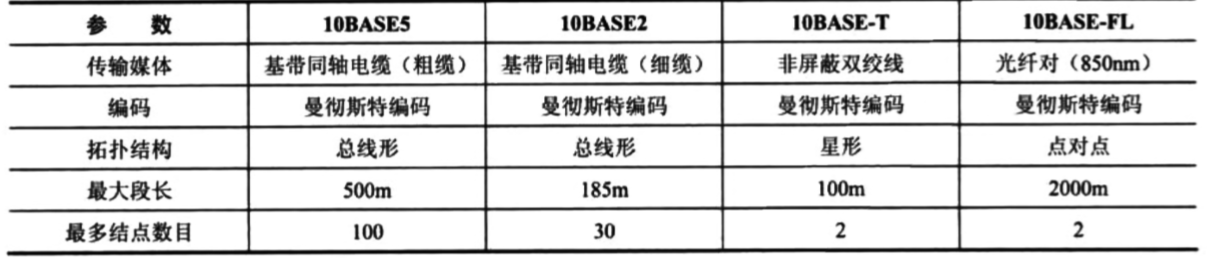 参 数 10BASE5 10BASE2 10BASE-T 10BASE-FL
传输媒体 基带同轴电缆（粗缆） 基带同轴电缆（细缆） 非屏蔽双绞线 光纤对（850nm）
编码 曼彻斯特编码 曼彻斯特编码 曼彻斯特编码 曼彻斯特编码
拓扑结构 总线形 总线形 星形 点对点
最大段长 500m 185m 100m 2000m
最多结点数目 100 30 2 2